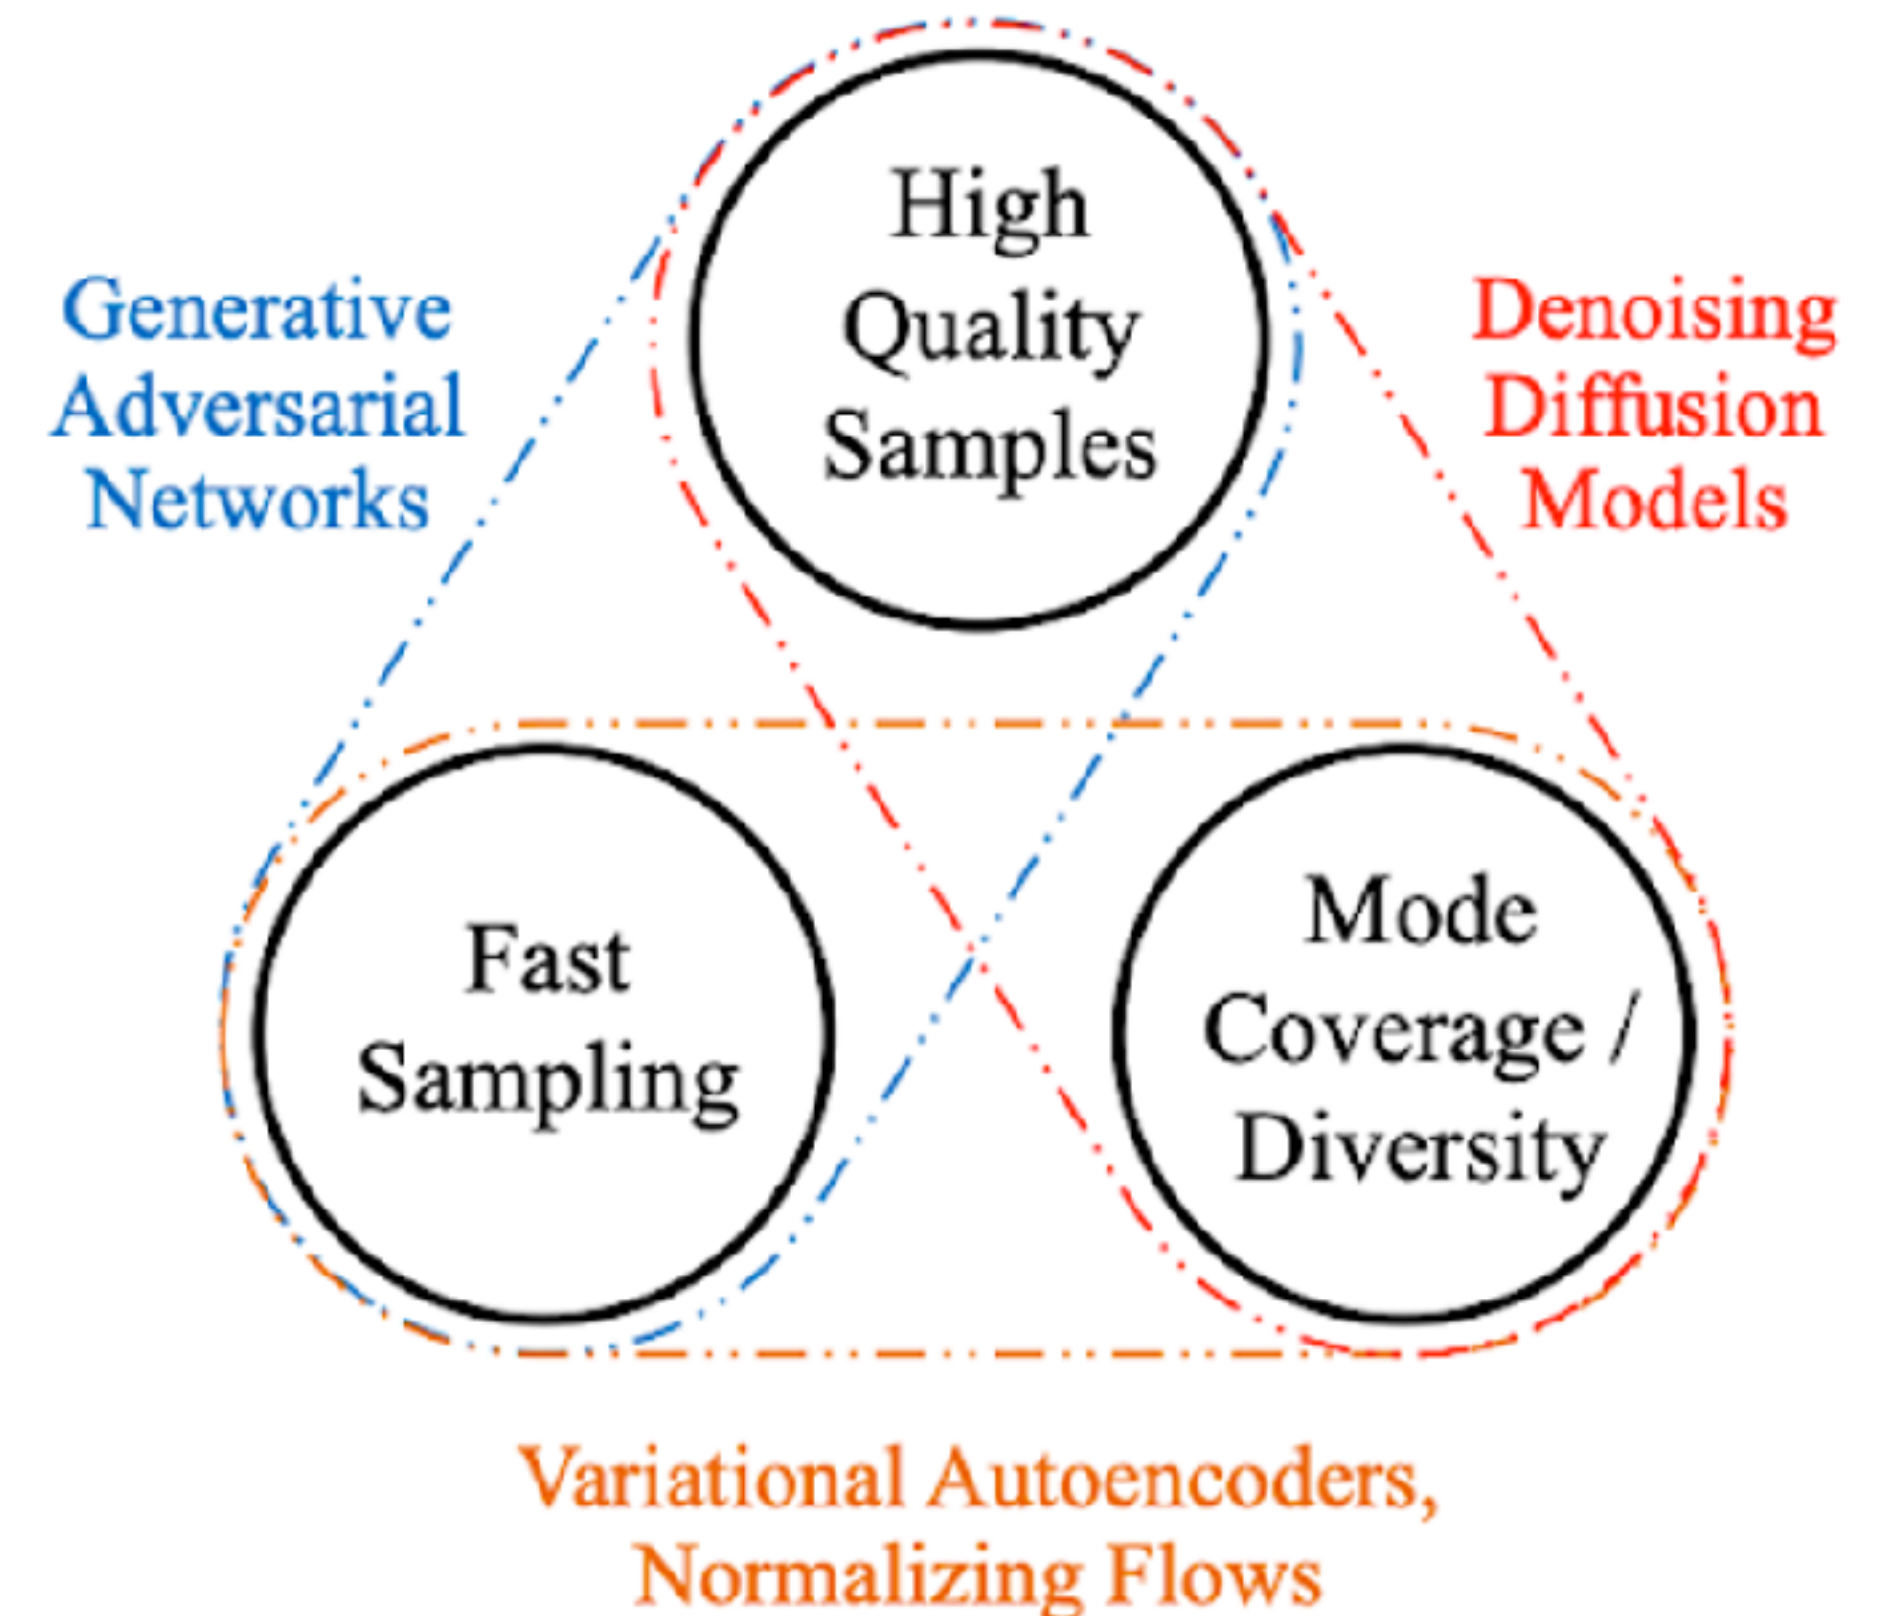 High
Quality
Samples
Generative
Adversarial
Networks
Denoising
Diffusion
Models
Fast
Sampling
Mode
Coverage /
Diversity
Variational Autoencoders,
Normalizing Flows